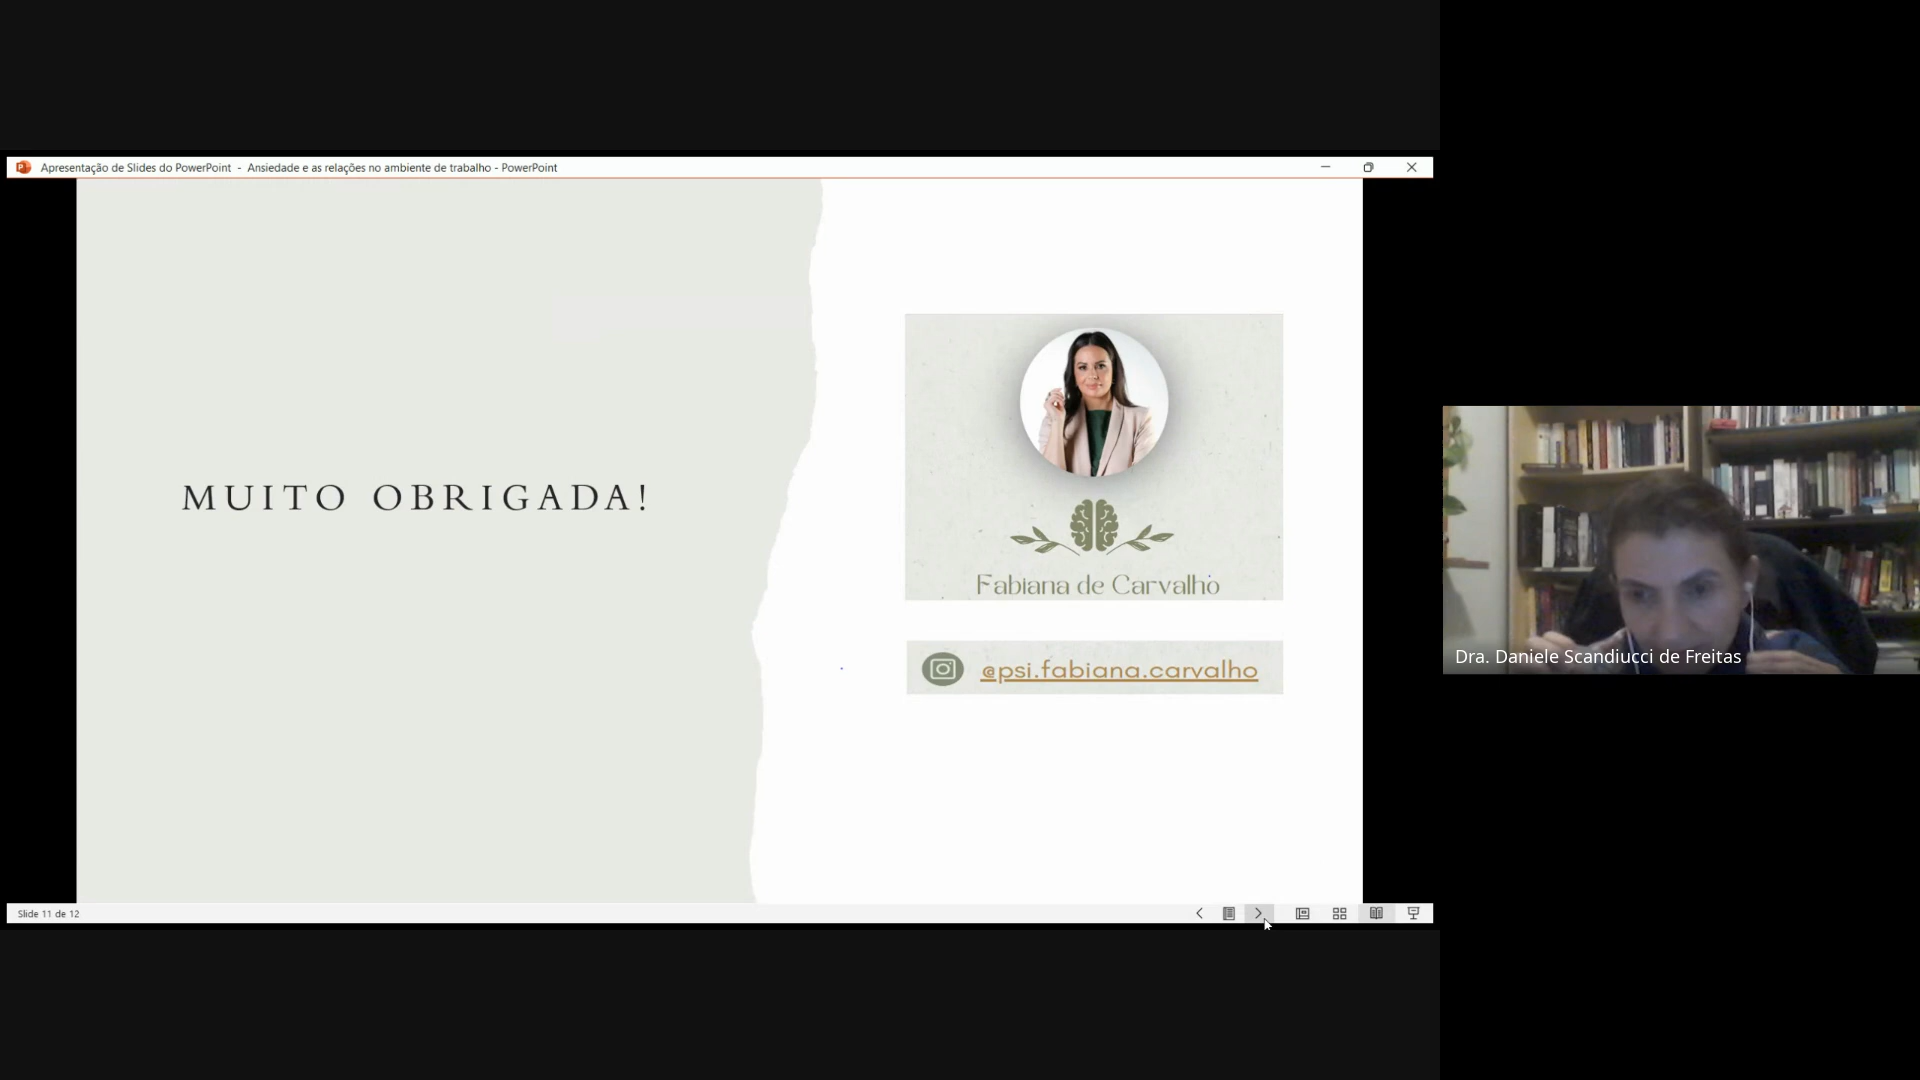 Apresentação de Slides do PowerPoint - Ansiedade e as relações no ambiente de trabalho - PowerPoint
MUITO OBRIGADA!
Fabiana de Carvalho
@psi.fabiana.carvalho
Dra. Daniele Scandiucci de Freitas
Slide 11 de 12